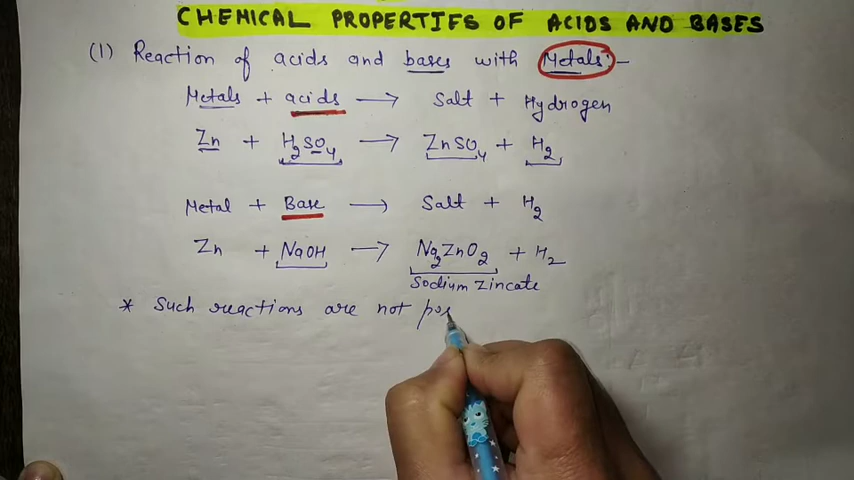 CHEMICAL PROPERTIES OF ACIDS AND BASES
(1) Reaction of acids and bases with Metals:-
Metals + acids → Salt + Hydrogen
Zn + H₂SO₄ → ZnSO₄ + H₂
Metal + Base → Salt + H₂
Zn + NaOH → Na₂ZnO₂ + H₂
Sodium Zincate
* Such reactions are not pos